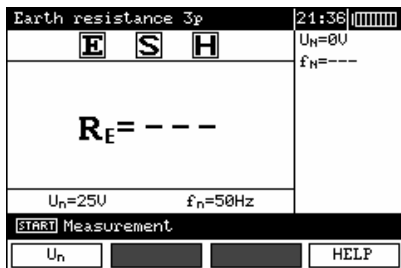 Earth resistance 3p 21:36
E S H
UN=0V
fN=---
RE= ---
Un=25V fn=50Hz
START Measurement
Un HELP